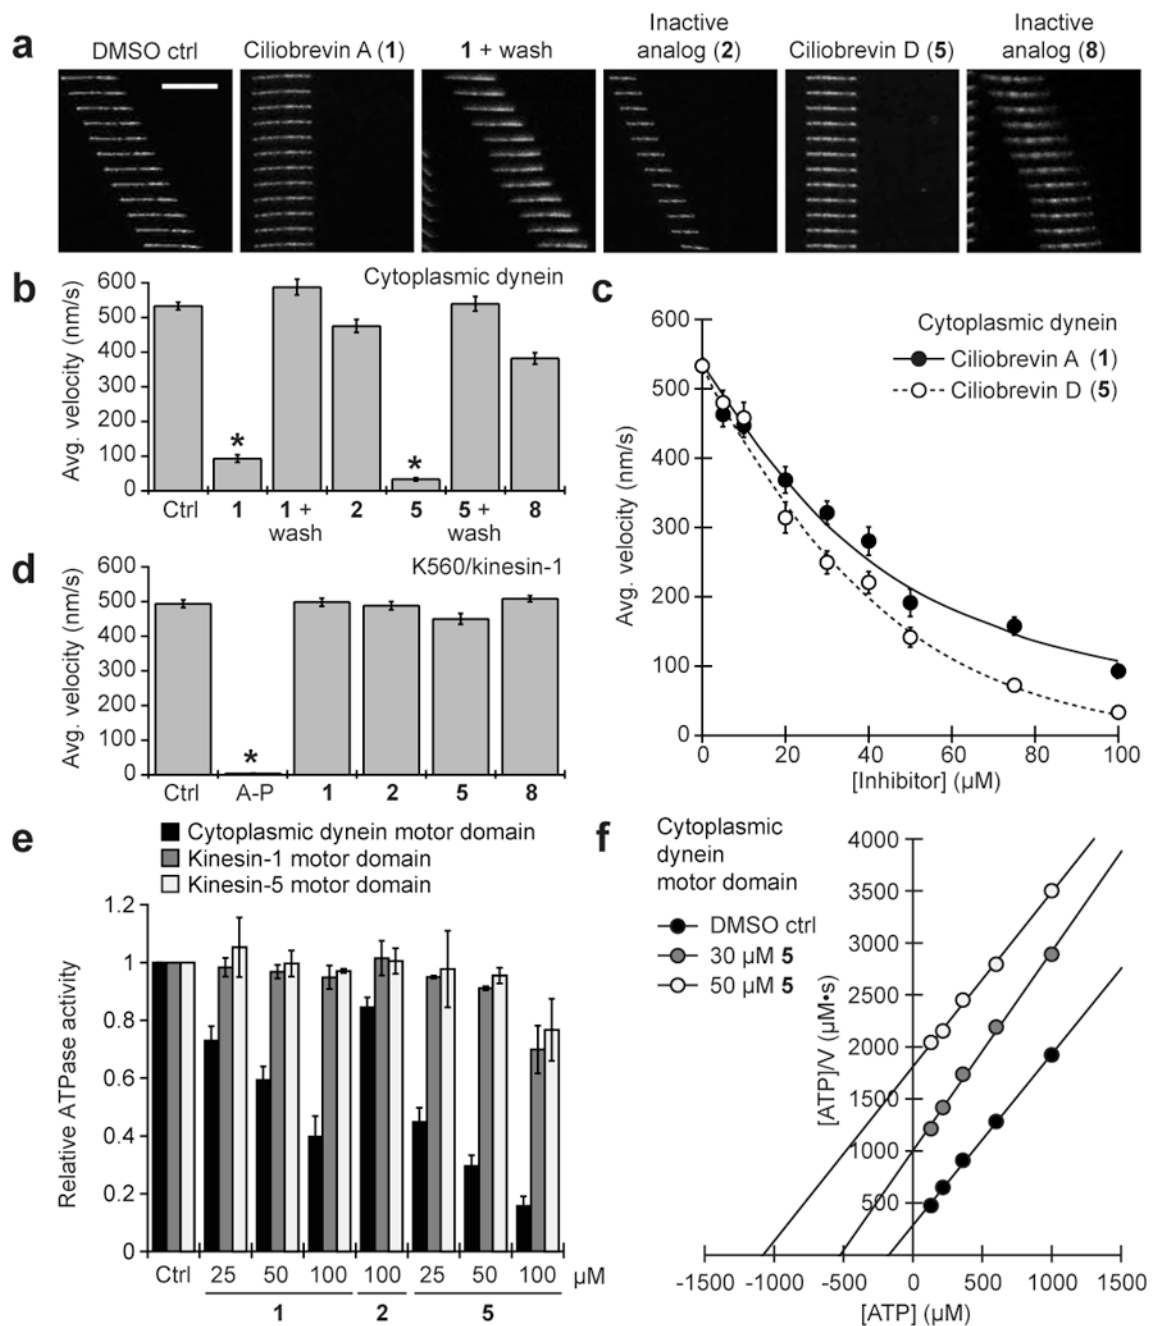 a
DMSO ctrl
Ciliobrevin A (1)
1 + wash
Inactive
analog (2)
Ciliobrevin D (5)
Inactive
analog (8)
b
Cytoplasmic dynein
Avg. velocity (nm/s)
600
500
400
300
200
100
0
*
*
Ctrl
1
1 +
wash
2
5
5 +
wash
8
c
Cytoplasmic dynein
Ciliobrevin A (1)
Ciliobrevin D (5)
Avg. velocity (nm/s)
600
500
400
300
200
100
0
0
20
40
60
80
100
[Inhibitor] (µM)
d
K560/kinesin-1
Avg. velocity (nm/s)
600
500
400
300
200
100
0
*
Ctrl
A-P
1
2
5
8
e
Cytoplasmic dynein motor domain
Kinesin-1 motor domain
Kinesin-5 motor domain
Relative ATPase activity
1.2
1
0.8
0.6
0.4
0.2
0
Ctrl
25
50
100
100
25
50
100
µM
1
2
5
f
Cytoplasmic
dynein
motor domain
DMSO ctrl
30 µM 5
50 µM 5
[ATP]/V (µM•s)
4000
3500
3000
2500
2000
1500
1000
500
-1500
-1000
-500
0
500
1000
1500
[ATP] (µM)